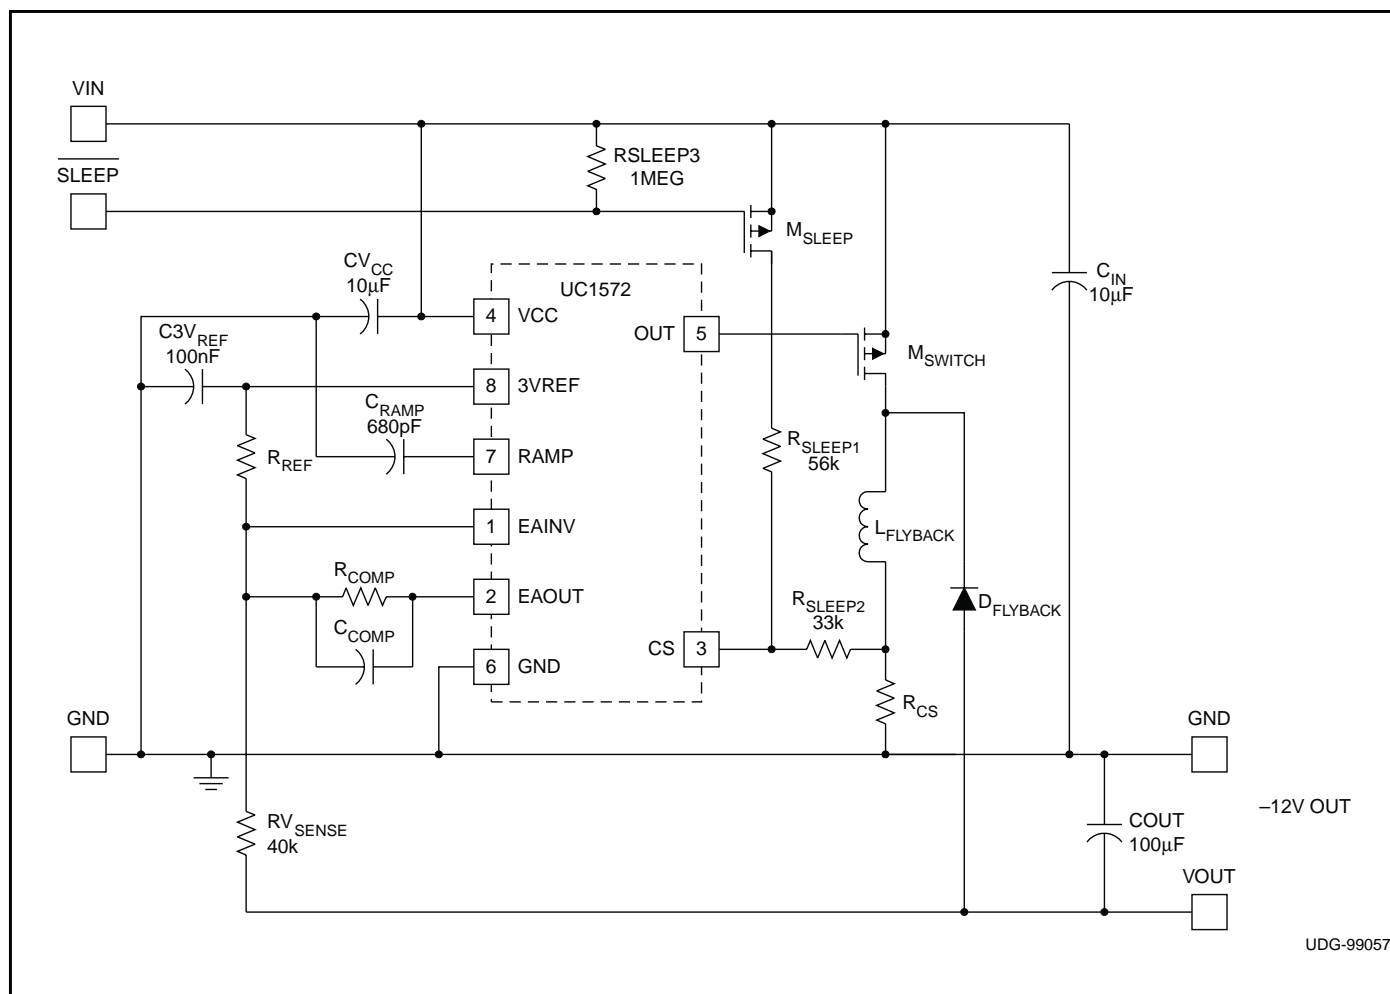 VIN
SLEEP
RSLEEP3
1MEG
MSLEEP
CVCC
10µF
UC1572
CIN
10µF
4 VCC
OUT 5
C3VREF
100nF
MSWITCH
8 3VREF
CRAMP
680pF
RREF
7 RAMP
RSLEEP1
56k
1 EAINV
LFLYBACK
RCOMP
2 EAOUT
RSLEEP2
33k
DFLYBACK
CCOMP
CS 3
6 GND
RCS
GND
GND
–12V OUT
RVSENSE
40k
COUT
100µF
VOUT
UDG-99057